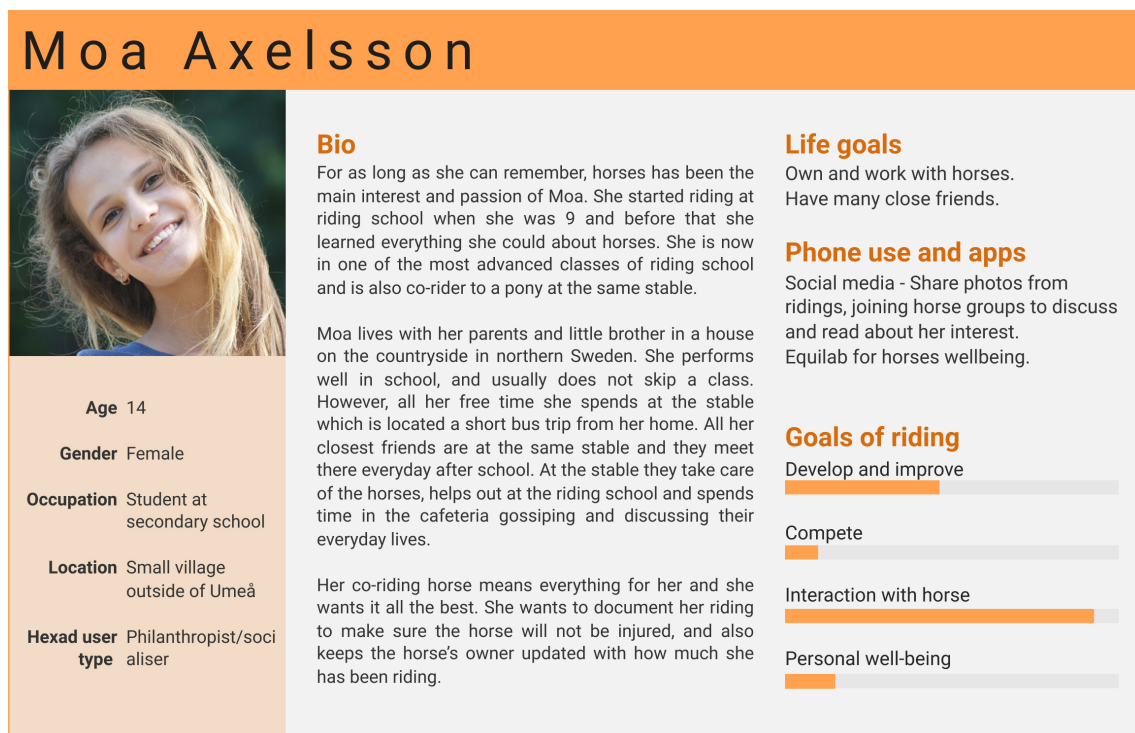 Moa Axelsson
Age 14
Gender Female
Occupation Student at
secondary school
Location Small village
outside of Umeå
Hexad user Philanthropist/soci
type aliser
Bio
For as long as she can remember, horses has been the
main interest and passion of Moa. She started riding at
riding school when she was 9 and before that she
learned everything she could about horses. She is now
in one of the most advanced classes of riding school
and is also co-rider to a pony at the same stable.
Moa lives with her parents and little brother in a house
on the countryside in northern Sweden. She performs
well in school, and usually does not skip a class.
However, all her free time she spends at the stable
which is located a short bus trip from her home. All her
closest friends are at the same stable and they meet
there everyday after school. At the stable they take care
of the horses, helps out at the riding school and spends
time in the cafeteria gossiping and discussing their
everyday lives.
Her co-riding horse means everything for her and she
wants it all the best. She wants to document her riding
to make sure the horse will not be injured, and also
keeps the horse’s owner updated with how much she
has been riding.
Life goals
Own and work with horses.
Have many close friends.
Phone use and apps
Social media - Share photos from
ridings, joining horse groups to discuss
and read about her interest.
Equilab for horses wellbeing.
Goals of riding
Develop and improve
Compete
Interaction with horse
Personal well-being